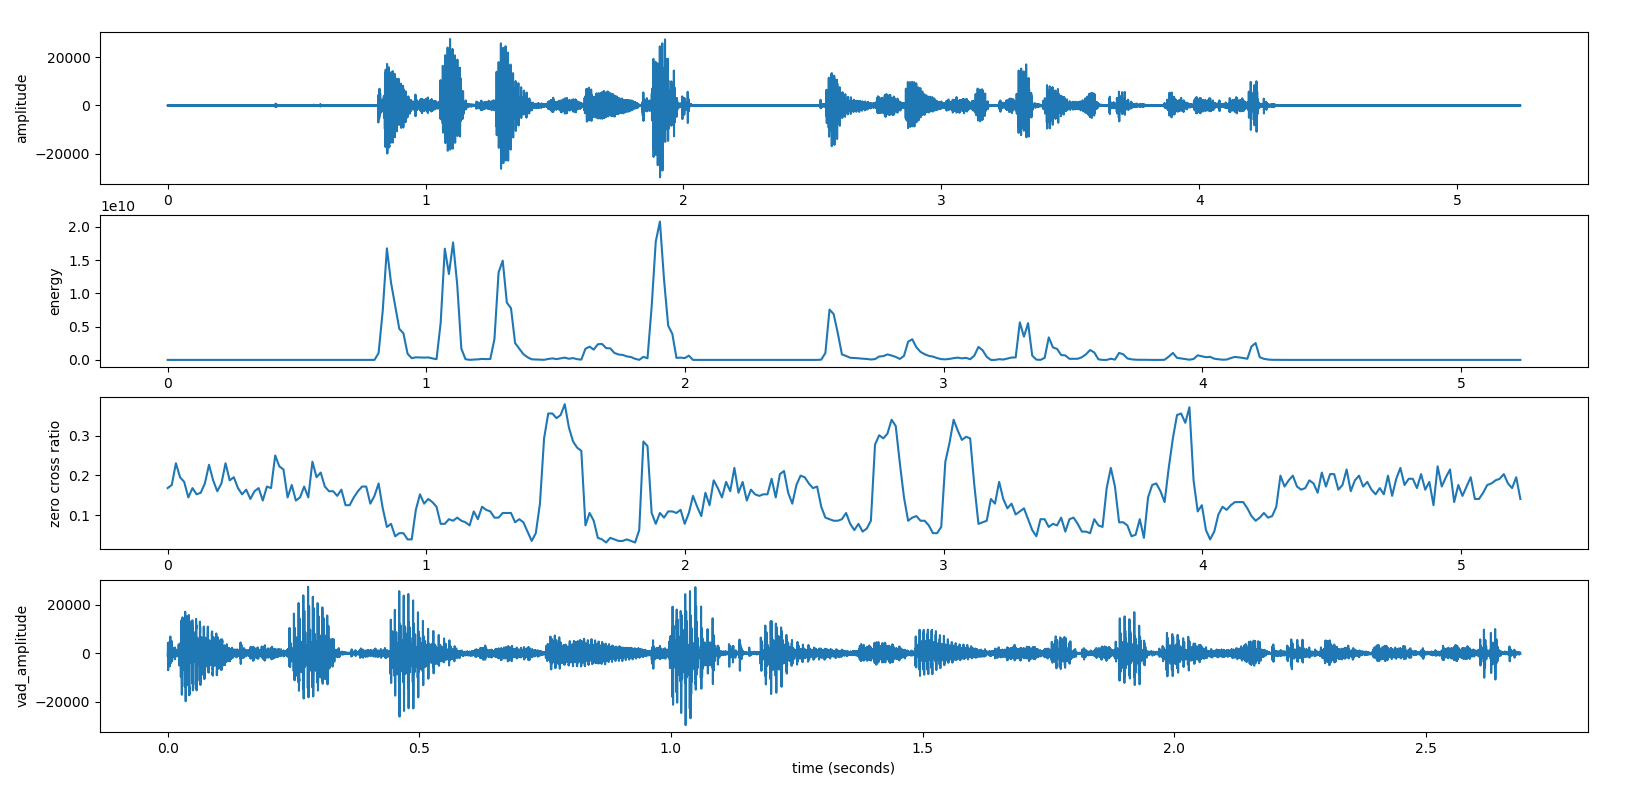 amplitude
20000
0
−20000
0 1 2 3 4 5
1e10
energy
2.0
1.5
1.0
0.5
0.0
0 1 2 3 4 5
zero cross ratio
0.3
0.2
0.1
0 1 2 3 4 5
vad_amplitude
20000
0
−20000
0.0 0.5 1.0 1.5 2.0 2.5
time (seconds)